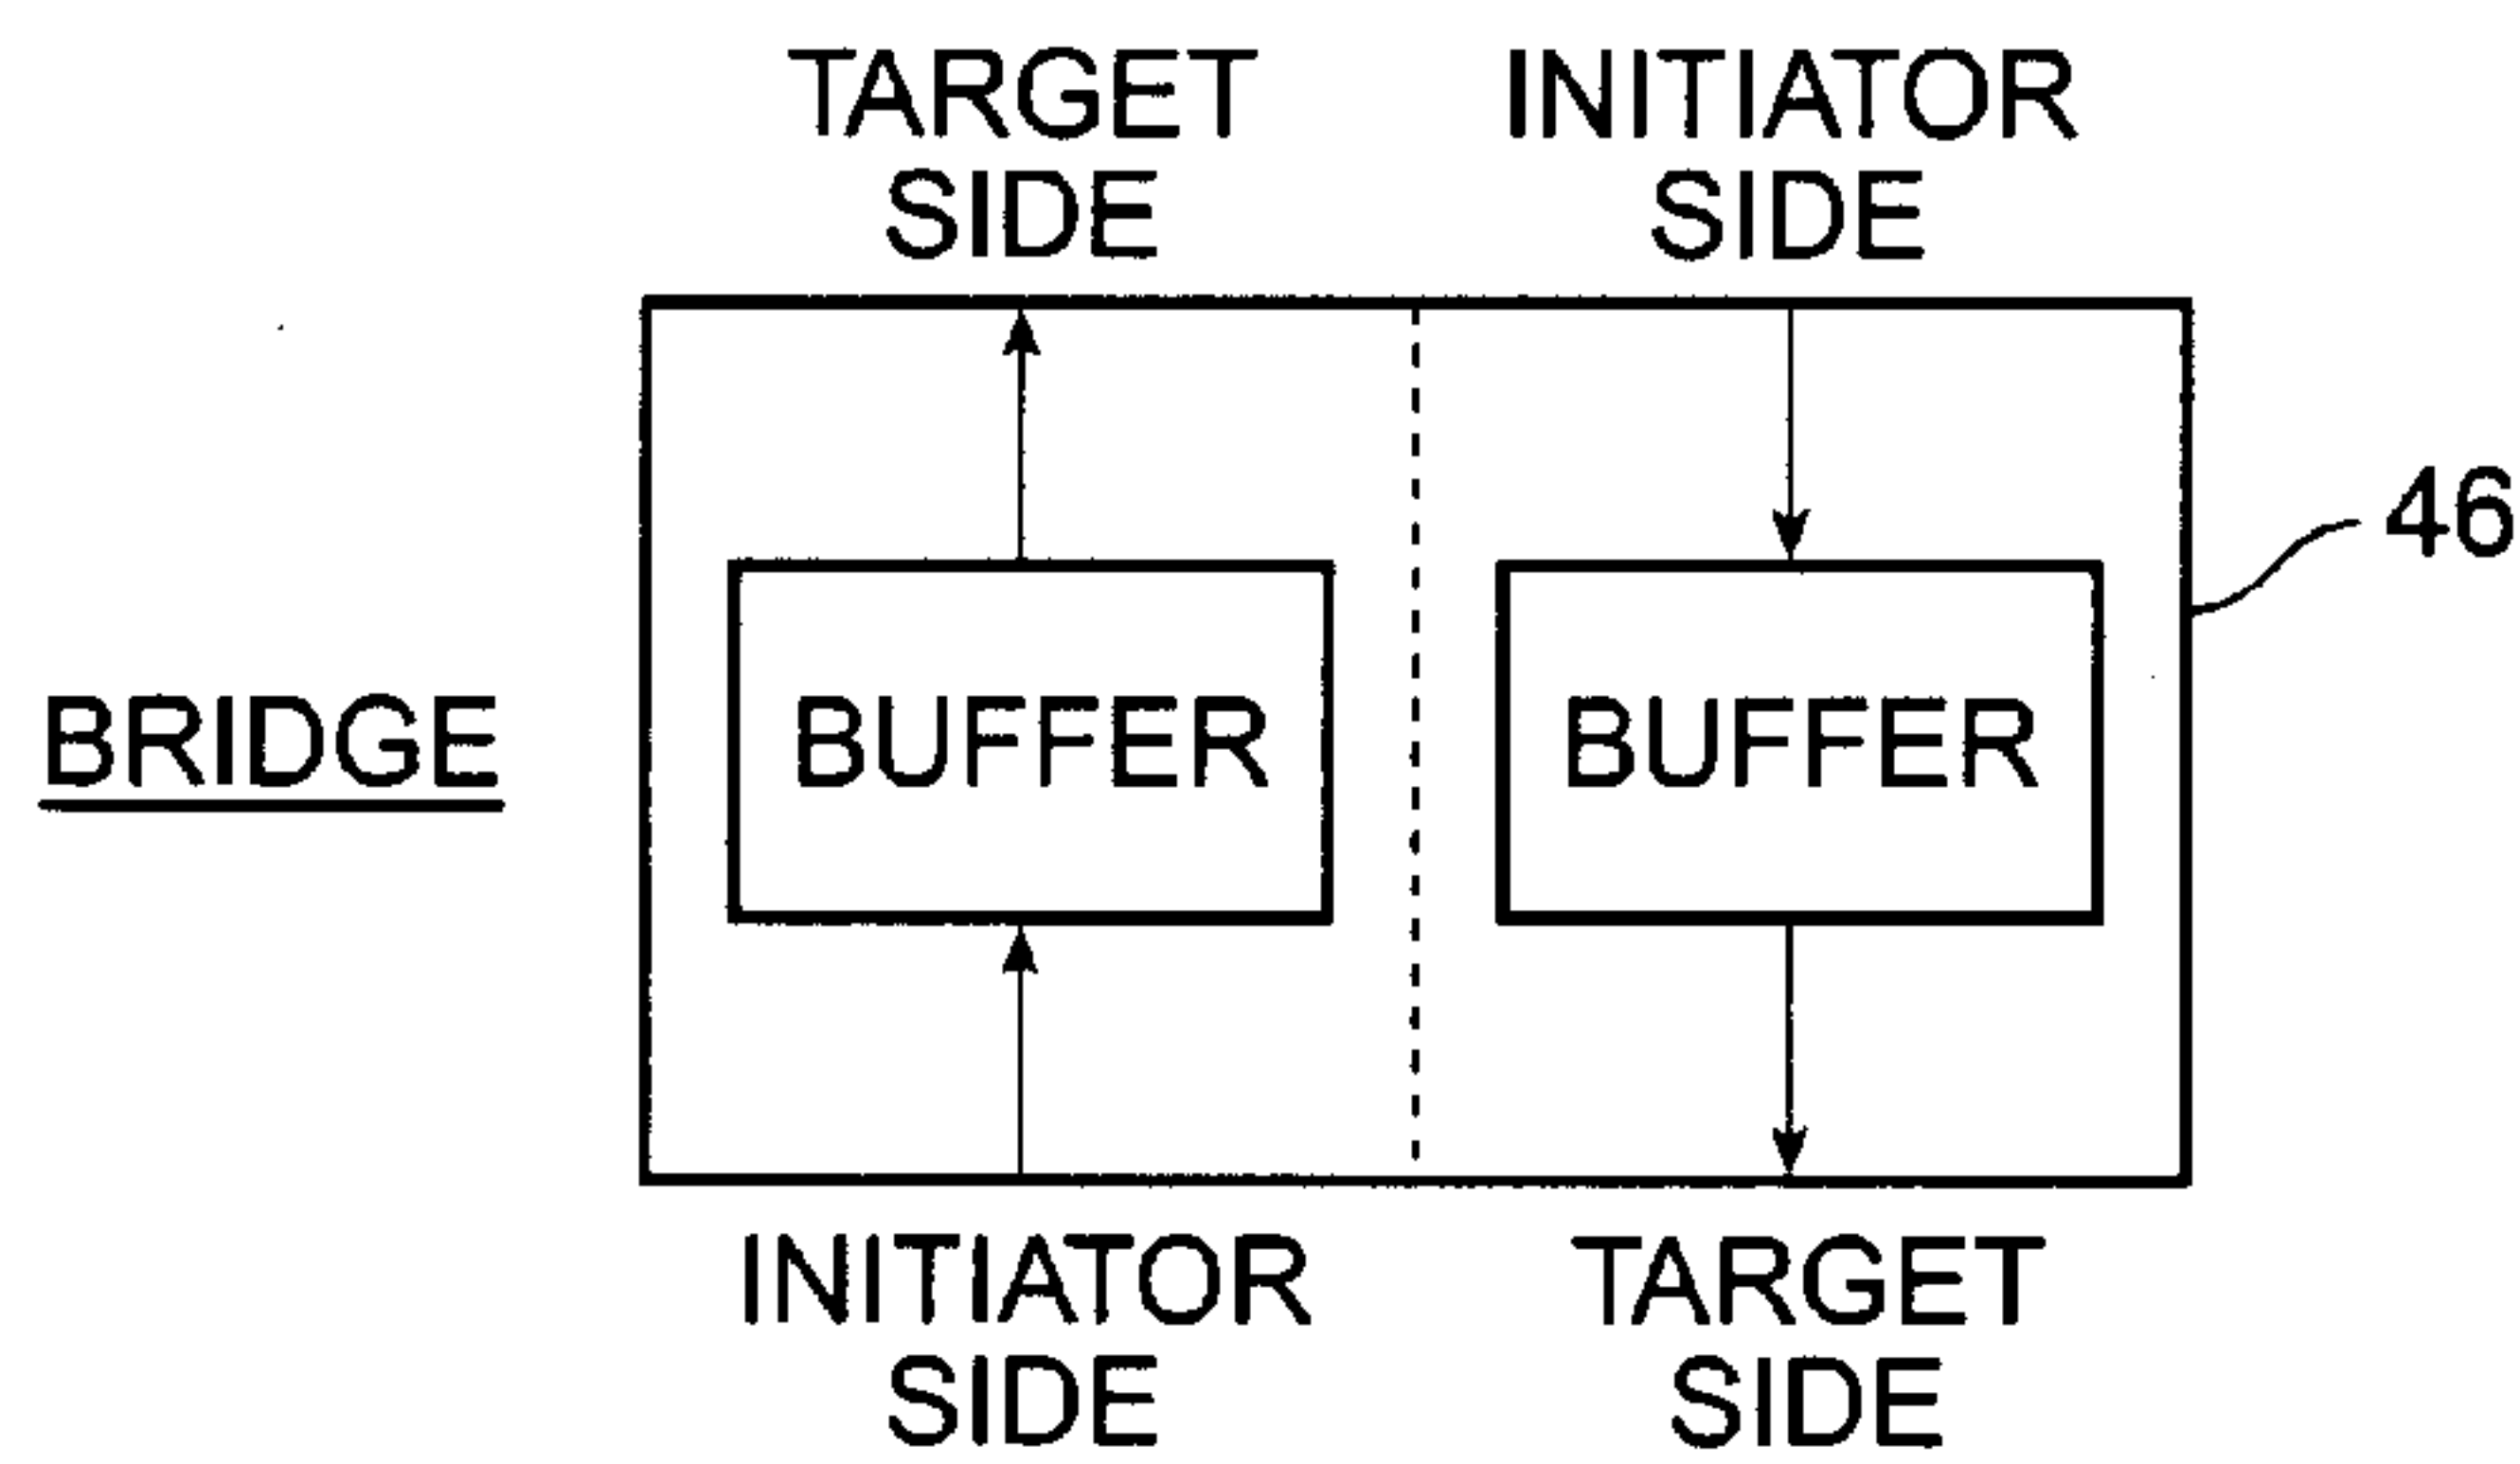 TARGET
SIDE
INITIATOR
SIDE
46
BRIDGE
BUFFER
BUFFER
INITIATOR
SIDE
TARGET
SIDE